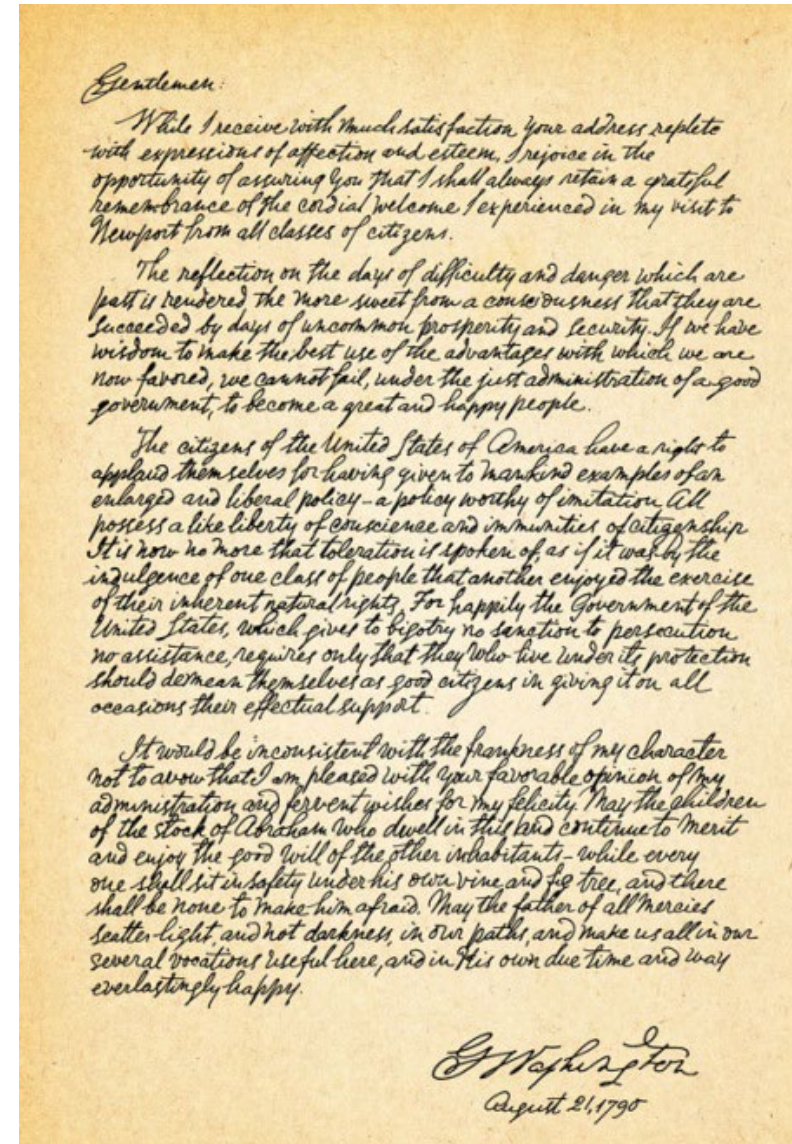 Gentlemen:
While I receive with much satisfaction your address replete
with expressions of affection and esteem, I rejoice in the
opportunity of assuring you that I shall always retain a grateful
remembrance of the cordial welcome I experienced in my visit to
Newport from all classes of citizens.
The reflection on the days of difficulty and danger which are
past is rendered the more sweet from a consciousness that they are
succeeded by days of uncommon prosperity and security. If we have
wisdom to make the best use of the advantages with which we are
now favored, we cannot fail, under the just administration of a good
government, to become a great and happy people.
The citizens of the United States of America have a right to
applaud themselves for having given to mankind examples of an
enlarged and liberal policy – a policy worthy of imitation. All
possess a like liberty of conscience and immunities of citizenship
It is now no more that toleration is spoken of, as if it was by the
indulgence of one class of people that another enjoyed the exercise
of their inherent natural rights. For happily the Government of the
United States, which gives to bigotry no sanction to persecution
no assistance, requires only that they who live under its protection
should demean themselves as good citizens in giving it on all
occasions their effectual support.
It would be inconsistent with the frankness of my character
not to avow that I am pleased with your favorable opinion of my
administration and fervent wishes for my felicity. May the children
of the stock of Abraham who dwell in this land continue to merit
and enjoy the good will of the other inhabitants – while every
one shall sit in safety under his own vine and fig tree, and there
shall be none to make him afraid. May the father of all mercies
scatter light, and not darkness, in our paths, and make us all in our
several vocations useful here, and in His own due time and way
everlastingly happy.
G Washington
August 21, 1790